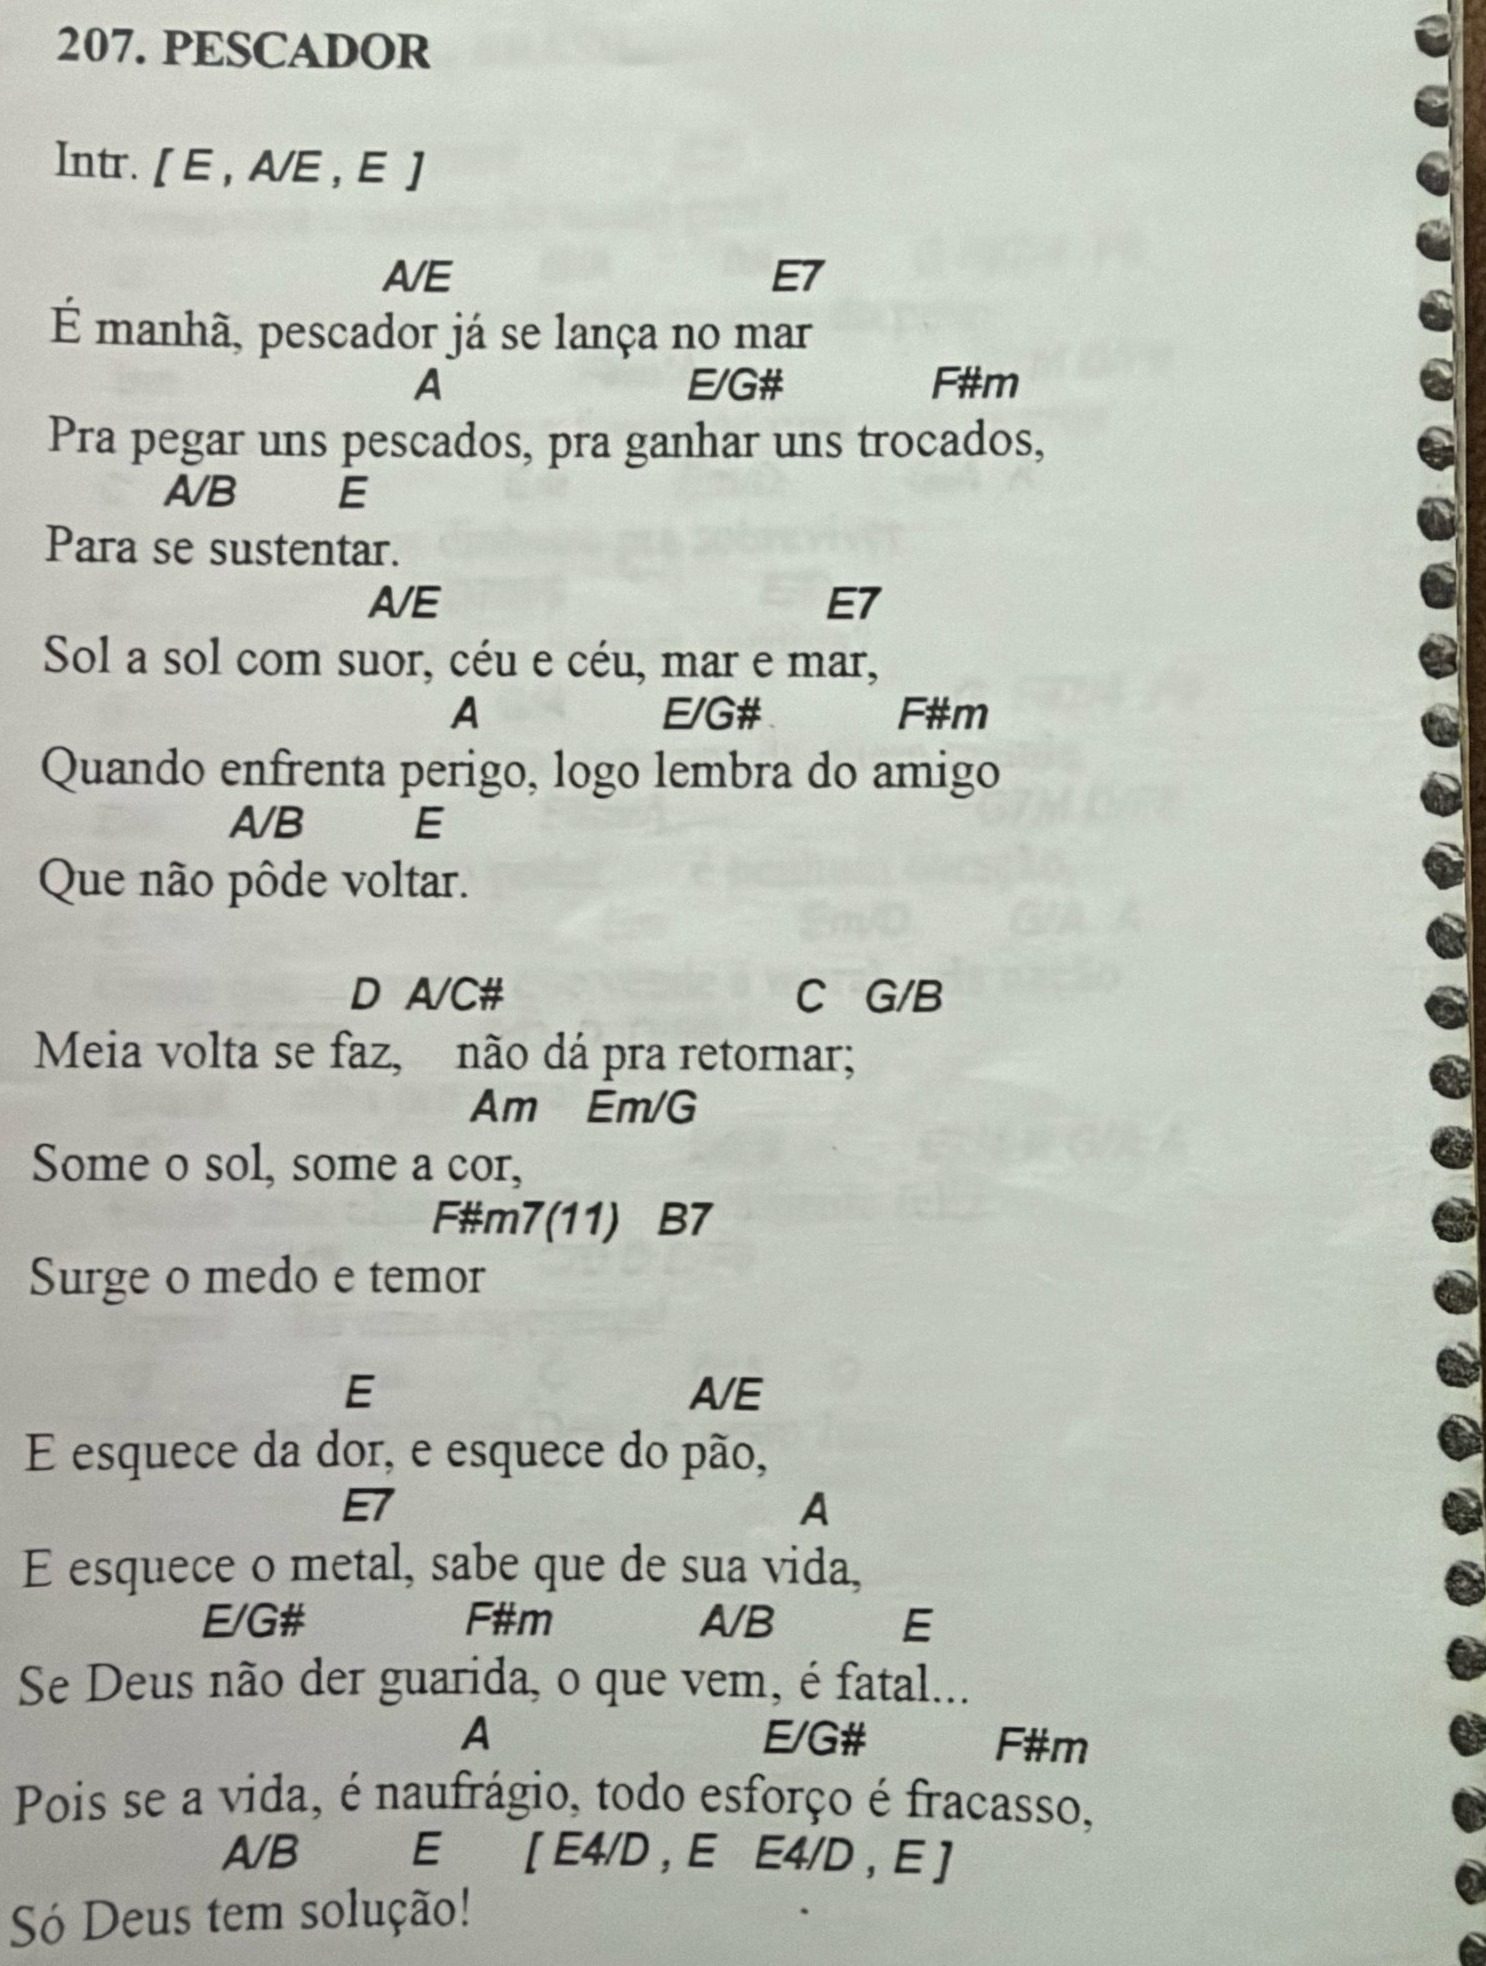 207. PESCADOR
Intr. [ E , A/E , E ]
A/E E7
É manhã, pescador já se lança no mar
A E/G# F#m
Pra pegar uns pescados, pra ganhar uns trocados,
A/B E
Para se sustentar.
A/E E7
Sol a sol com suor, céu e céu, mar e mar,
A E/G# F#m
Quando enfrenta perigo, logo lembra do amigo
A/B E
Que não pôde voltar.
D A/C# C G/B
Meia volta se faz, não dá pra retornar;
Am Em/G
Some o sol, some a cor,
F#m7(11) B7
Surge o medo e temor
E A/E
E esquece da dor, e esquece do pão,
E7 A
E esquece o metal, sabe que de sua vida,
E/G# F#m A/B E
Se Deus não der guarida, o que vem, é fatal...
A E/G# F#m
Pois se a vida, é naufrágio, todo esforço é fracasso,
A/B E [ E4/D , E E4/D , E ]
Só Deus tem solução!